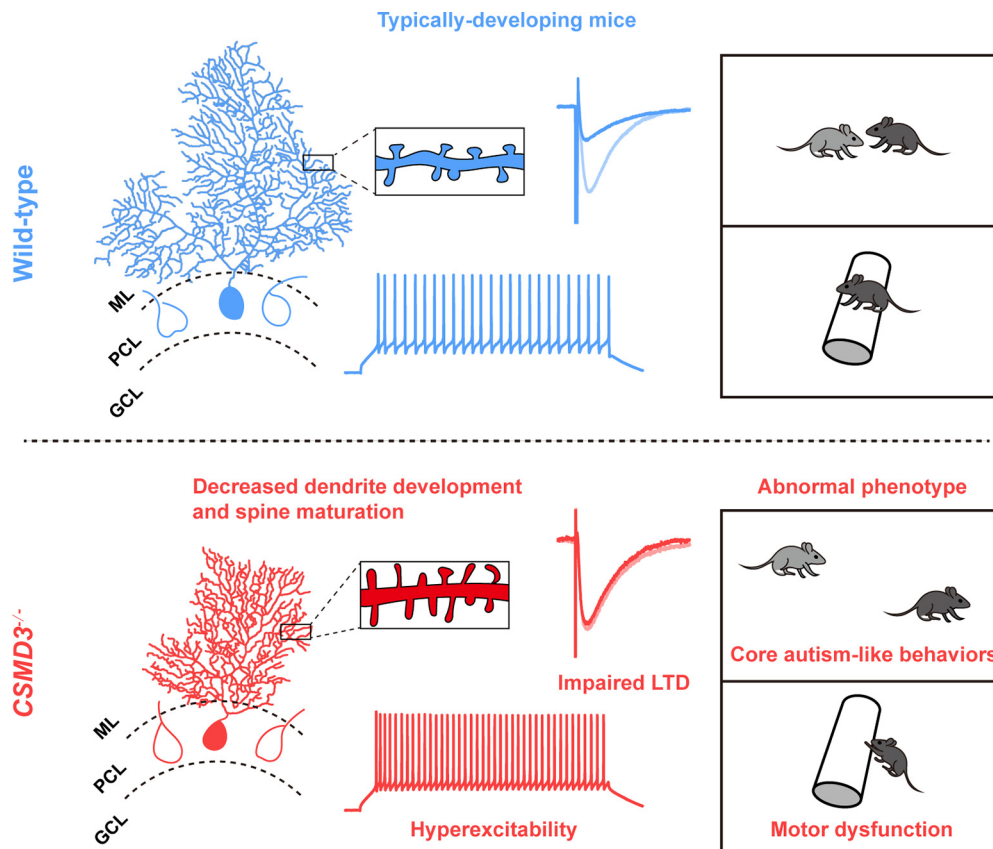 Typically-developing mice
Wild-type
ML
PCL
GCL
Decreased dendrite development
and spine maturation
Abnormal phenotype
CSMD3-/-
Impaired LTD
Core autism-like behaviors
ML
PCL
GCL
Hyperexcitability
Motor dysfunction